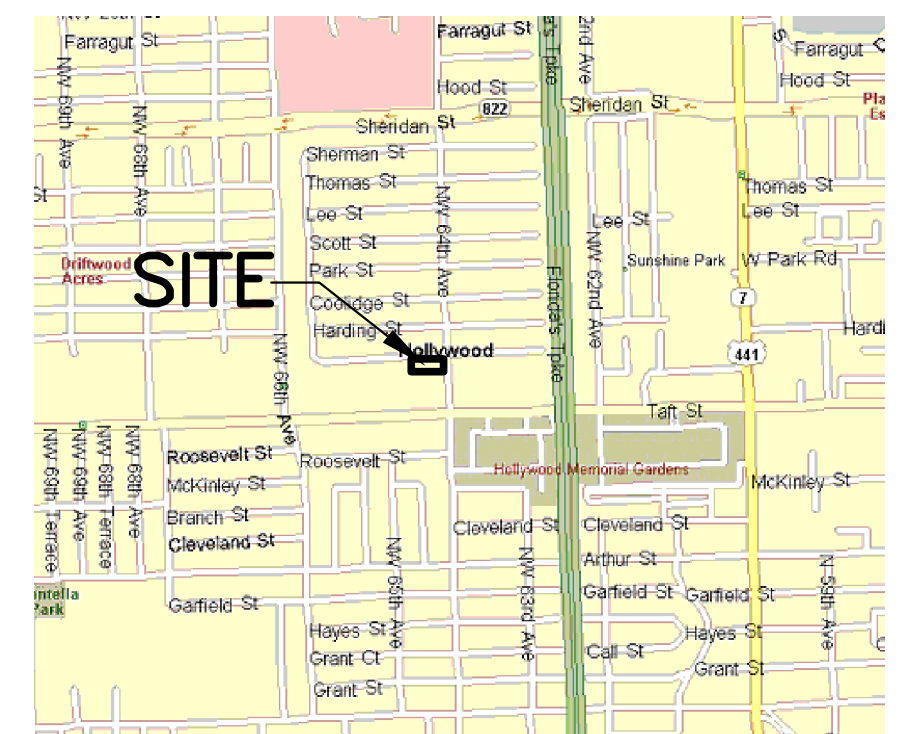 Farragut St
Farragut St
Farragut
Hood St
Hood St
822
Sheridan St
Sheridan St
NW 69th Ave
NW 68th Ave
Sherman St
Thomas St
Thomas St
Lee St
Lee St
Lee St
Scott St
NW 64th Ave
NW 62nd Ave
Florida's Tpke
Sunshine Park
W Park Rd
Driftwood
Acres
SITE
Park St
Coolidge St
Harding St
7
441
Hollywood
NW 66th Ave
Taft St
NW 69th Terrace
NW 69th Ave
NW 68th Terrace
NW 68th Ave
Roosevelt St
Roosevelt St
Hollywood Memorial Gardens
McKinley St
McKinley St
Branch St
Cleveland St
Cleveland St
Cleveland St
NW 65th Ave
NW 63rd Ave
Arthur St
N 59th Ave
Park
Garfield St
Garfield St
Garfield St
Hayes St
Hayes St
Grant Ct
Call St
Grant St
Grant St